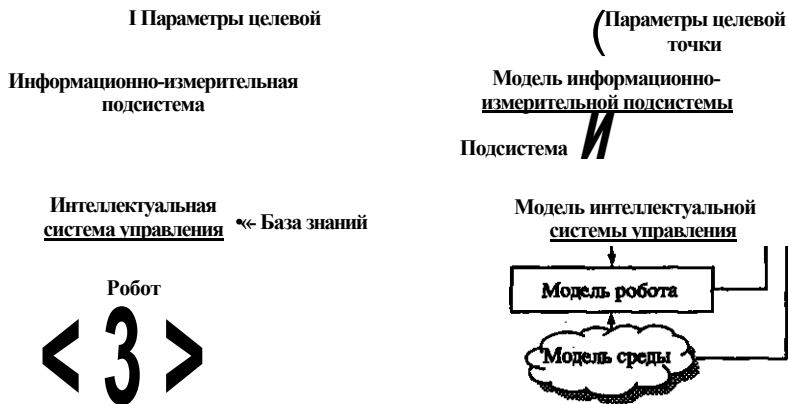 I Параметры целевой
Информационно-измерительная
подсистема
Интеллектуальная
система управления •«- База знаний
Робот
< 3 >
(Параметры целевой
точки
Модель информационно-
измерительной подсистемы
Подсистема И
Модель интеллектуальной
системы управления
Модель робота
Модель среды